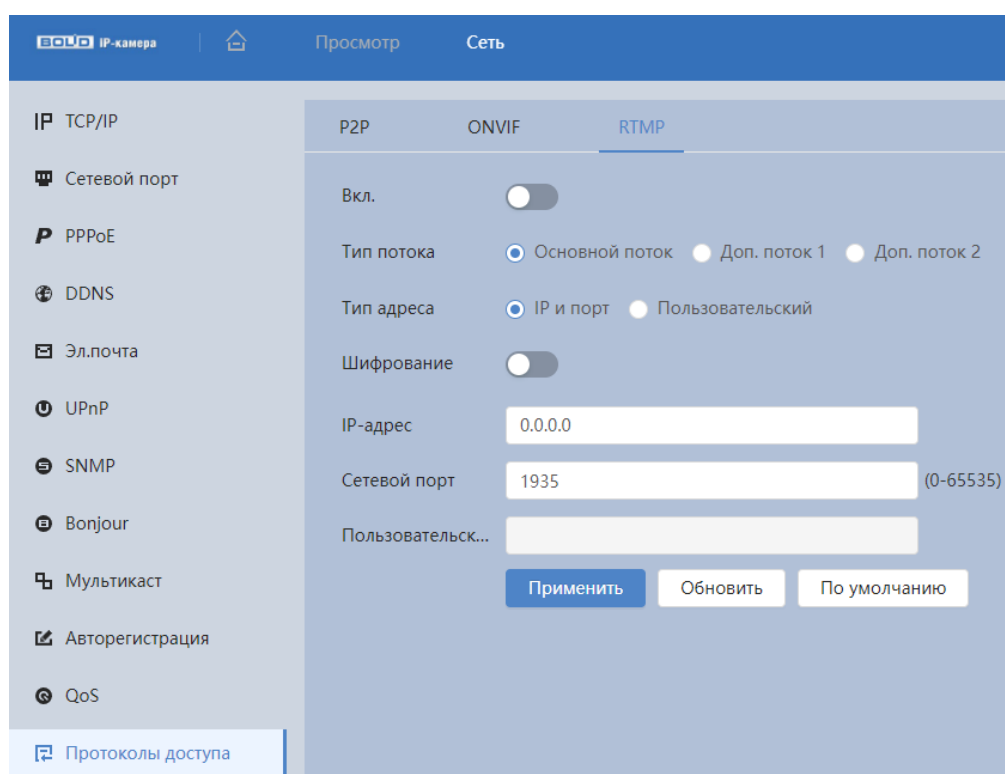 BOLID IP-камера
Просмотр
Сеть
TCP/IP
Сетевой порт
PPPoE
DDNS
Эл.почта
UPnP
SNMP
Bonjour
Мультикаст
Авторегистрация
QoS
Протоколы доступа
P2P ONVIF RTMP
Вкл.
Тип потока Основной поток Доп. поток 1 Доп. поток 2
Тип адреса IP и порт Пользовательский
Шифрование
IP-адрес 0.0.0.0
Сетевой порт 1935 (0-65535)
Пользовательск...
Применить Обновить По умолчанию